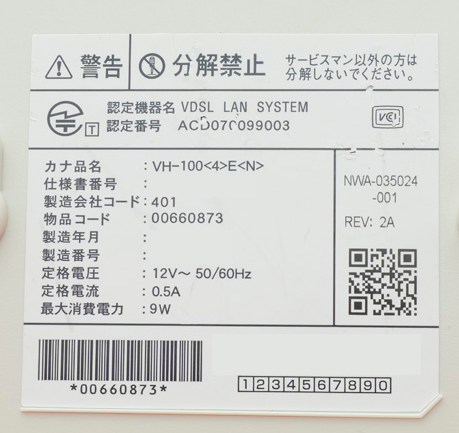 警告
分解禁止
サービスマン以外の方は
分解しないでください。
認定機器名 VDSL LAN SYSTEM
認定番号 ACD070099003
T
VCCI
カナ品名 : VH-100<4>E<N>
仕様書番号 :
製造会社コード : 401
物品コード : 00660873
製造年月 :
製造番号 :
定格電圧 : 12V～ 50/60Hz
定格電流 : 0.5A
最大消費電力 : 9W
NWA-035024
-001
REV: 2A
*00660873*
1234567890